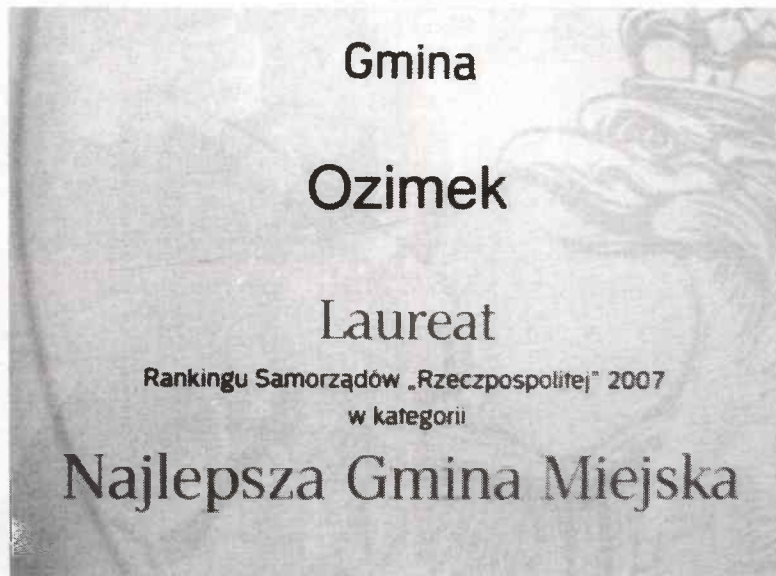 Gmina
Ozimek
Laureat
Rankingu Samorządów „Rzeczpospolitej” 2007
w kategorii
Najlepsza Gmina Miejska